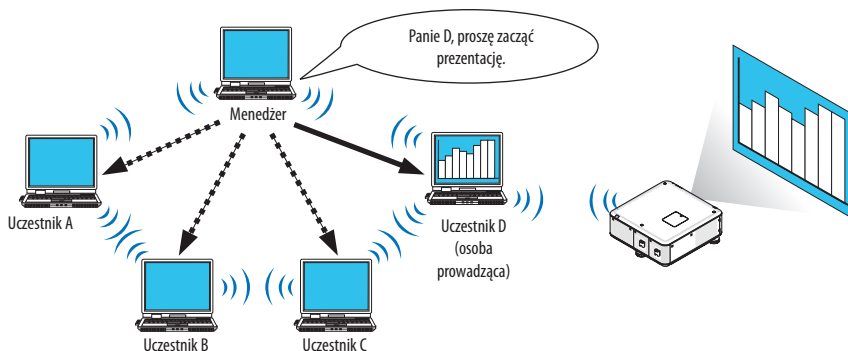 Panie D, proszę zacząć
prezentację.
Menedżer
Uczestnik A
Uczestnik D
(osoba
prowadząca)
Uczestnik B
Uczestnik C